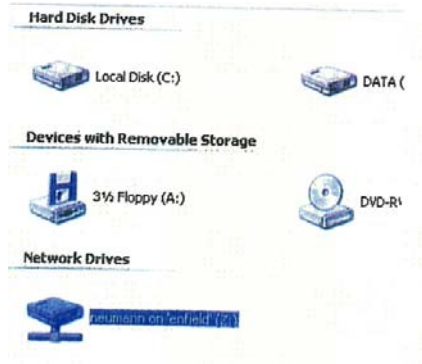 Hard Disk Drives
Local Disk (C:) DATA (
Devices with Removable Storage
3½ Floppy (A:) DVD-R
Network Drives
neumann on 'enfield' (Z:)